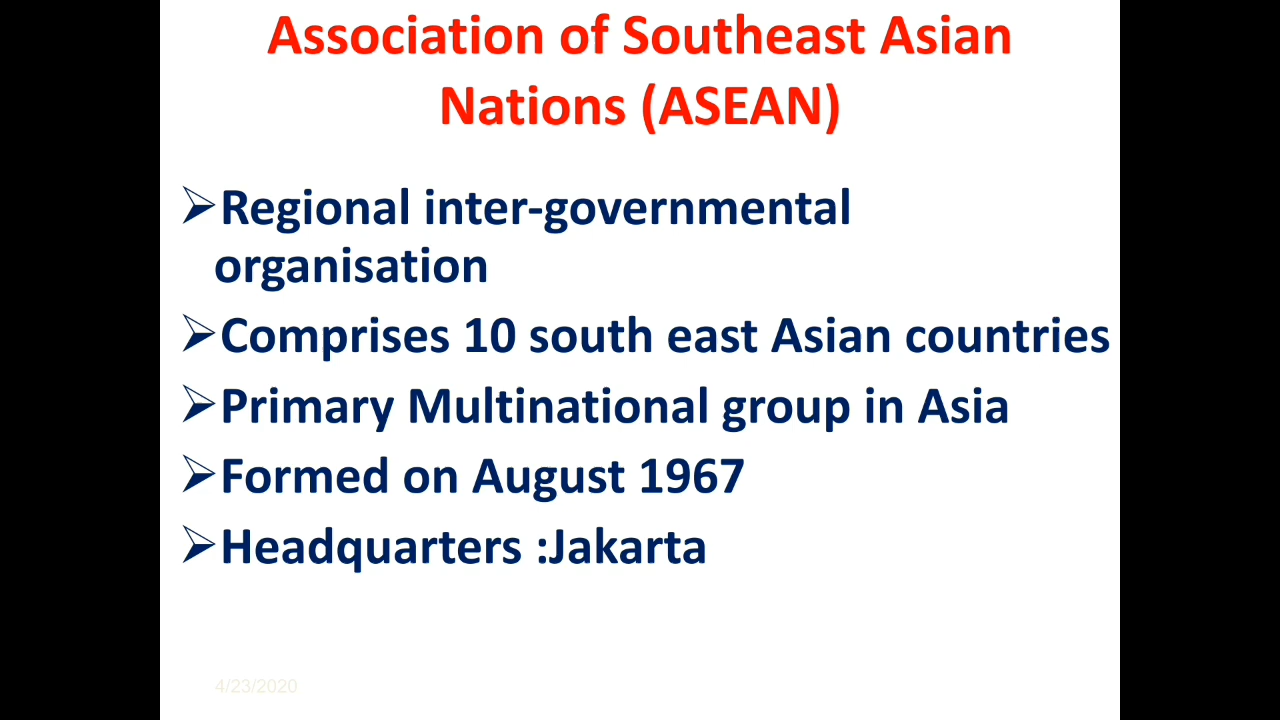 Association of Southeast Asian
Nations (ASEAN)
➢Regional inter-governmental
organisation
➢Comprises 10 south east Asian countries
➢Primary Multinational group in Asia
➢Formed on August 1967
➢Headquarters :Jakarta
4/23/2020